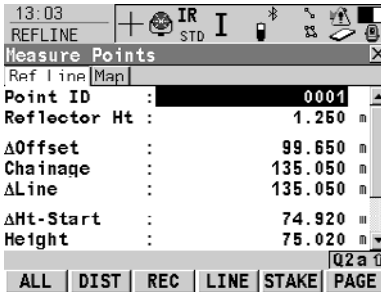 13:03
REFLINE
IR
STD
Measure Points
Ref Line Map
Point ID : 0001
Reflector Ht : 1.250 m
ΔOffset : 99.650 m
Chainage : 135.050 m
ΔLine : 135.050 m
ΔHt-Start : 74.920 m
Height : 75.020 m
Q2a⇧
ALL DIST REC LINE STAKE PAGE